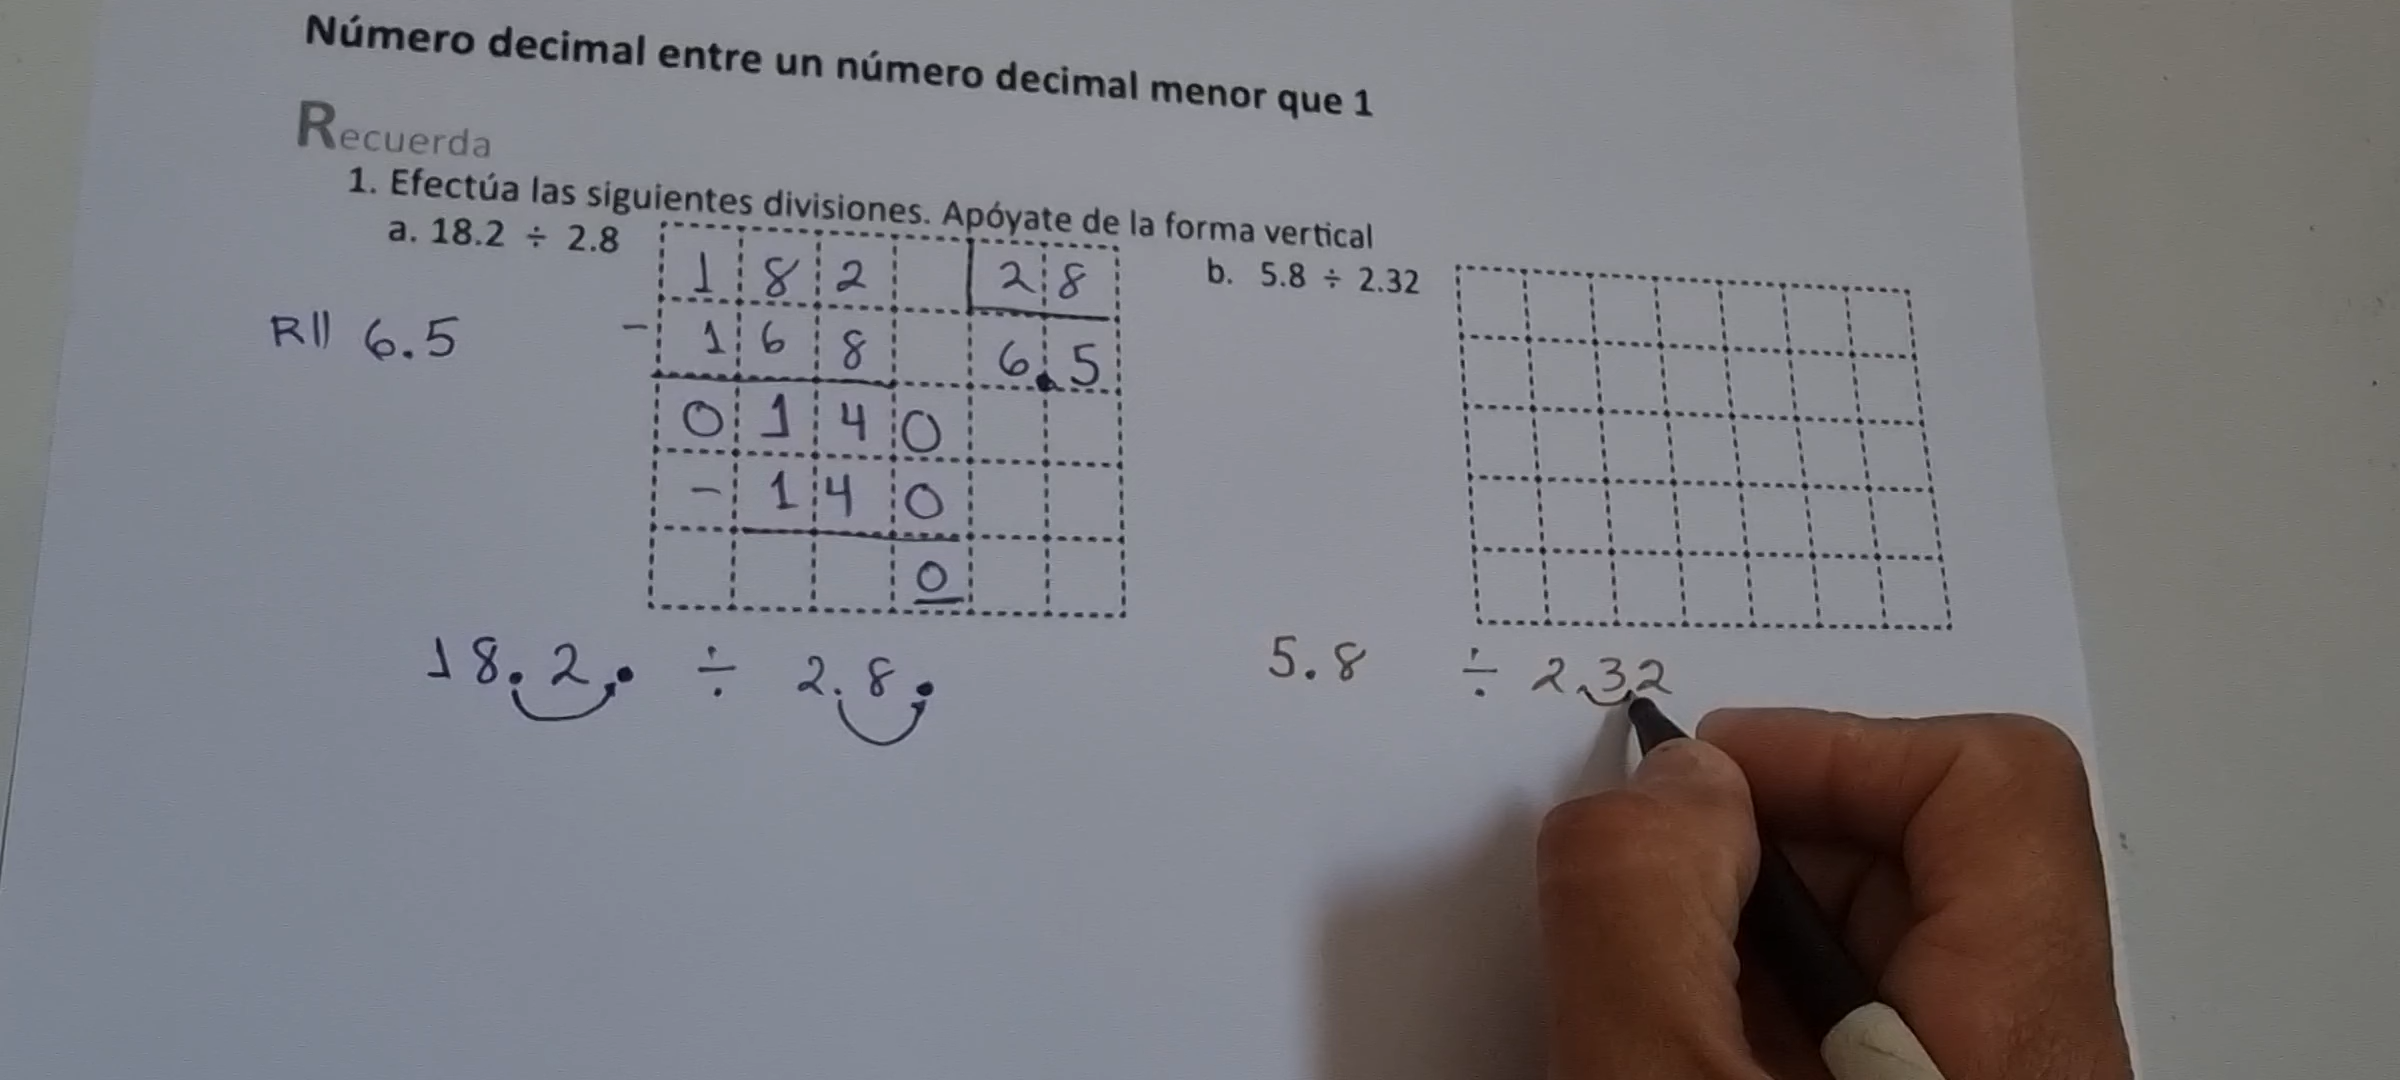 Número decimal entre un número decimal menor que 1
Recuerda
1. Efectúa las siguientes divisiones. Apóyate de la forma vertical
a. 18.2 ÷ 2.8
R// 6.5
1 8 2 2 8
- 1 6 8 6.5
0 1 4 0
- 1 4 0
0
18.2. ÷ 2.8.
b. 5.8 ÷ 2.32
5.8 ÷ 2.32